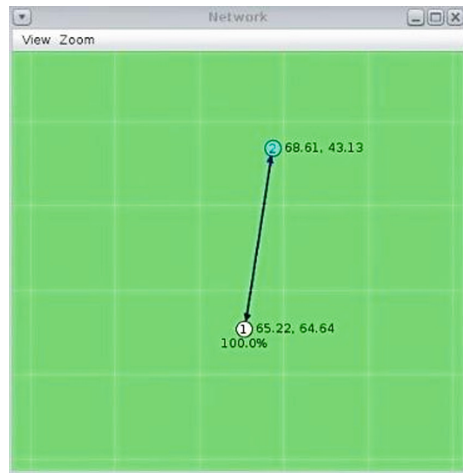 Network
View Zoom
2 68.61, 43.13
1 65.22, 64.64
100.0%